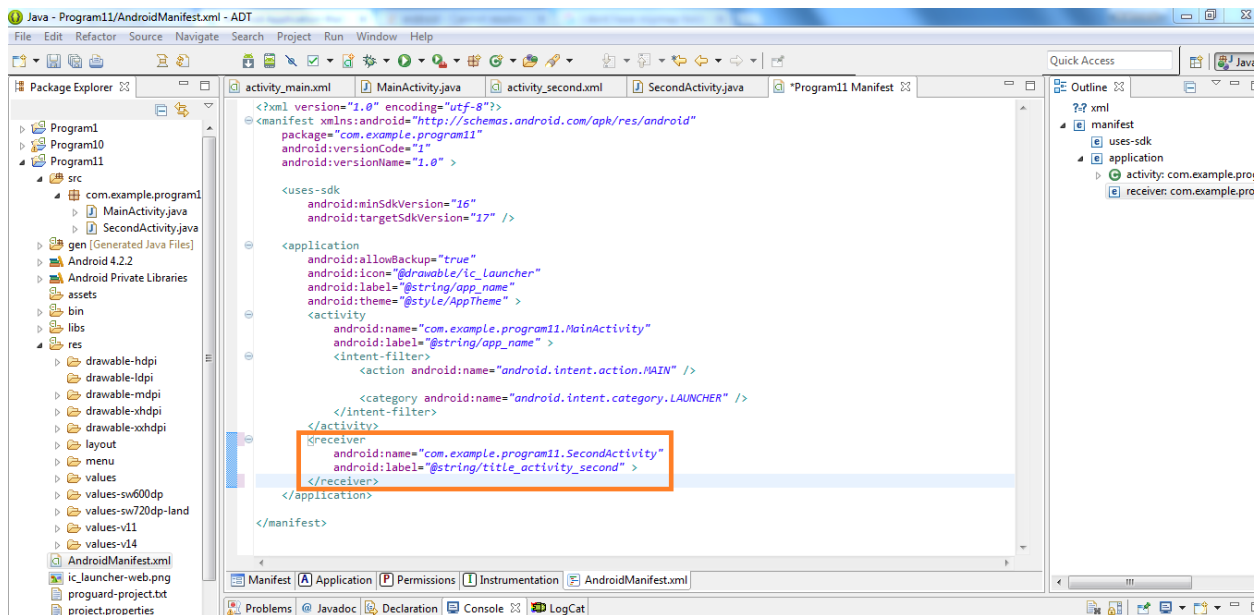 Java - Program11/AndroidManifest.xml - ADT
File Edit Refactor Source Navigate Search Project Run Window Help
Quick Access
Java
Package Explorer
Program1
Program10
Program11
src
com.example.program1
MainActivity.java
SecondActivity.java
gen [Generated Java Files]
Android 4.2.2
Android Private Libraries
assets
bin
libs
res
drawable-hdpi
drawable-ldpi
drawable-mdpi
drawable-xhdpi
drawable-xxhdpi
layout
menu
values
values-sw600dp
values-sw720dp-land
values-v11
values-v14
AndroidManifest.xml
ic_launcher-web.png
proguard-project.txt
project.properties
activity_main.xml MainActivity.java activity_second.xml SecondActivity.java *Program11 Manifest
<?xml version="1.0" encoding="utf-8"?>
<manifest xmlns:android="http://schemas.android.com/apk/res/android"
package="com.example.program11"
android:versionCode="1"
android:versionName="1.0" >
<uses-sdk
android:minSdkVersion="16"
android:targetSdkVersion="17" />
<application
android:allowBackup="true"
android:icon="@drawable/ic_launcher"
android:label="@string/app_name"
android:theme="@style/AppTheme" >
<activity
android:name="com.example.program11.MainActivity"
android:label="@string/app_name" >
<intent-filter>
<action android:name="android.intent.action.MAIN" />
<category android:name="android.intent.category.LAUNCHER" />
</intent-filter>
</activity>
<receiver
android:name="com.example.program11.SecondActivity"
android:label="@string/title_activity_second" >
</receiver>
</application>
</manifest>
Manifest A Application P Permissions I Instrumentation AndroidManifest.xml
Problems @ Javadoc Declaration Console LogCat
Outline
?=? xml
e manifest
e uses-sdk
e application
activity: com.example.prog
e receiver: com.example.pro